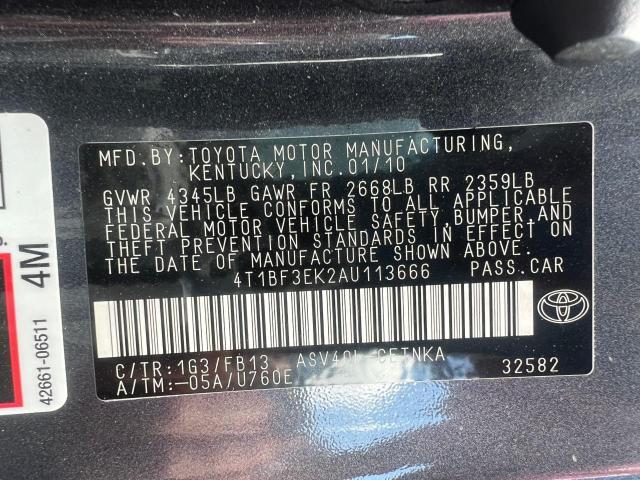 MFD.BY:TOYOTA MOTOR MANUFACTURING,
KENTUCKY,INC.01/10
GVWR 4345LB GAWR FR 2668LB RR 2359LB
THIS VEHICLE CONFORMS TO ALL APPLICABLE
FEDERAL MOTOR VEHICLE SAFETY,BUMPER,AND
THEFT PREVENTION STANDARDS IN EFFECT ON
THE DATE OF MANUFACTURE SHOWN ABOVE.
4T1BF3EK2AU113666 PASS.CAR
C/TR:1G3/FB13 ASV40L-CETNKA
A/TM:-05A/U760E 32582
42661-06511 4M